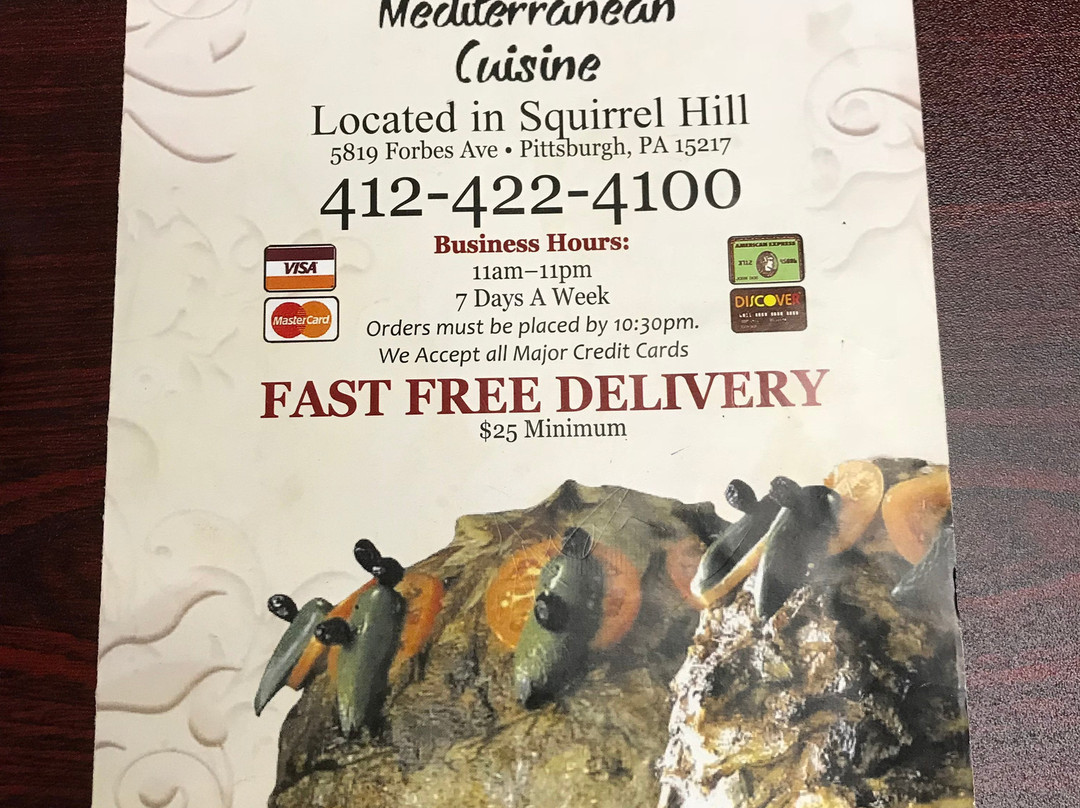 Mediterranean
Cuisine
Located in Squirrel Hill
5819 Forbes Ave • Pittsburgh, PA 15217
412-422-4100
Business Hours:
11am–11pm
7 Days A Week
Orders must be placed by 10:30pm.
We Accept all Major Credit Cards
VISA
MasterCard
AMERICAN EXPRESS
DISCOVER
FAST FREE DELIVERY
$25 Minimum